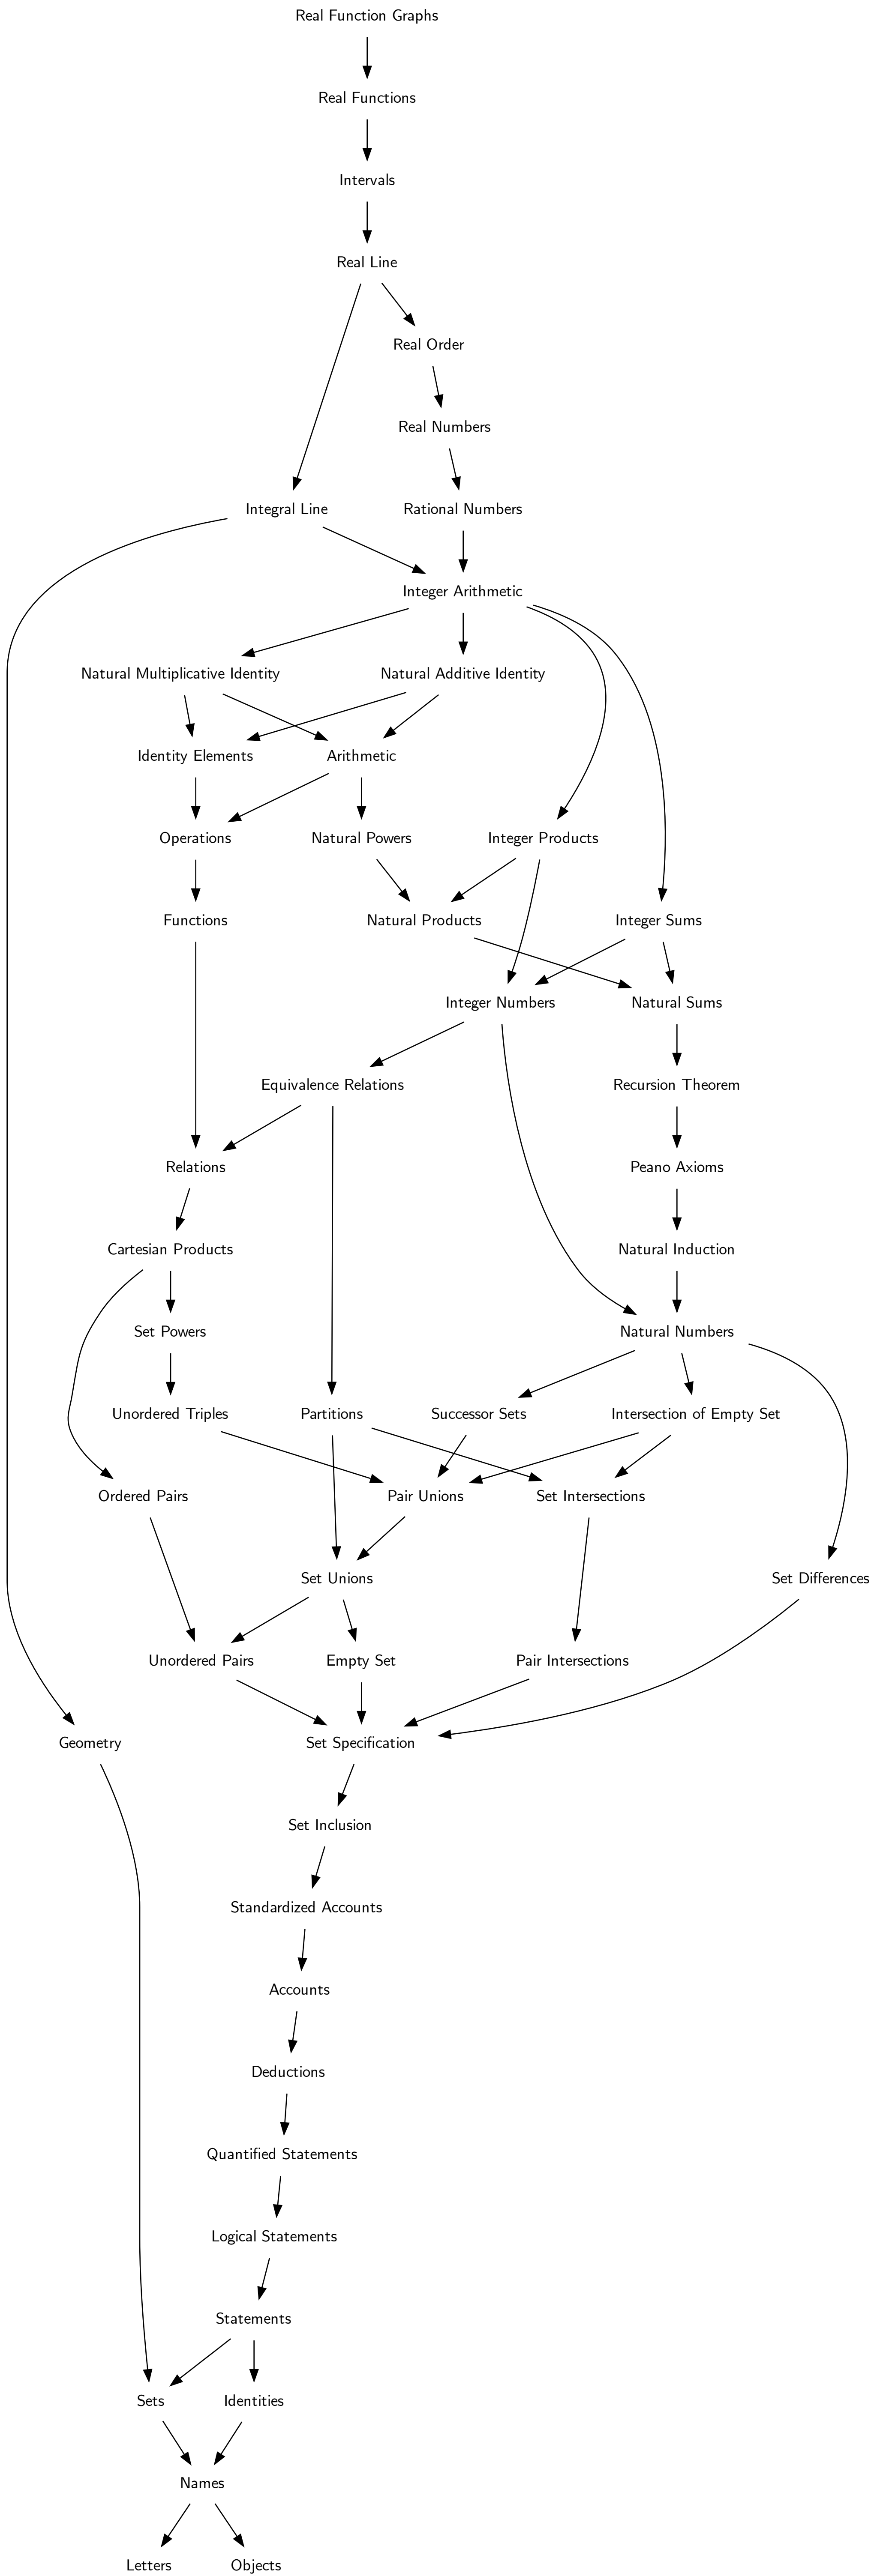 Real Function Graphs
Real Functions
Intervals
Real Line
Real Order
Real Numbers
Integral Line
Rational Numbers
Integer Arithmetic
Natural Multiplicative Identity
Natural Additive Identity
Identity Elements
Arithmetic
Operations
Natural Powers
Integer Products
Functions
Natural Products
Integer Sums
Integer Numbers
Natural Sums
Equivalence Relations
Recursion Theorem
Relations
Peano Axioms
Cartesian Products
Natural Induction
Set Powers
Natural Numbers
Unordered Triples
Partitions
Successor Sets
Intersection of Empty Set
Ordered Pairs
Pair Unions
Set Intersections
Set Unions
Set Differences
Unordered Pairs
Empty Set
Pair Intersections
Geometry
Set Specification
Set Inclusion
Standardized Accounts
Accounts
Deductions
Quantified Statements
Logical Statements
Statements
Sets
Identities
Names
Letters
Objects